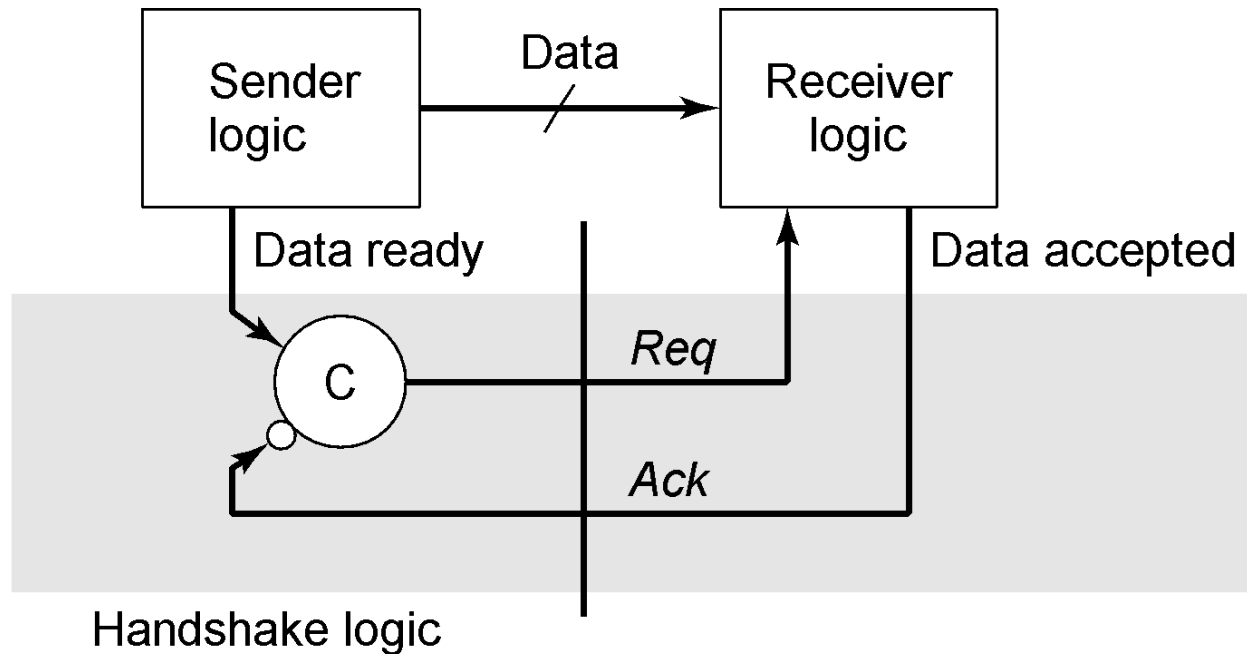 Sender
logic
Data
Receiver
logic
Data ready
Data accepted
Req
C
Ack
Handshake logic